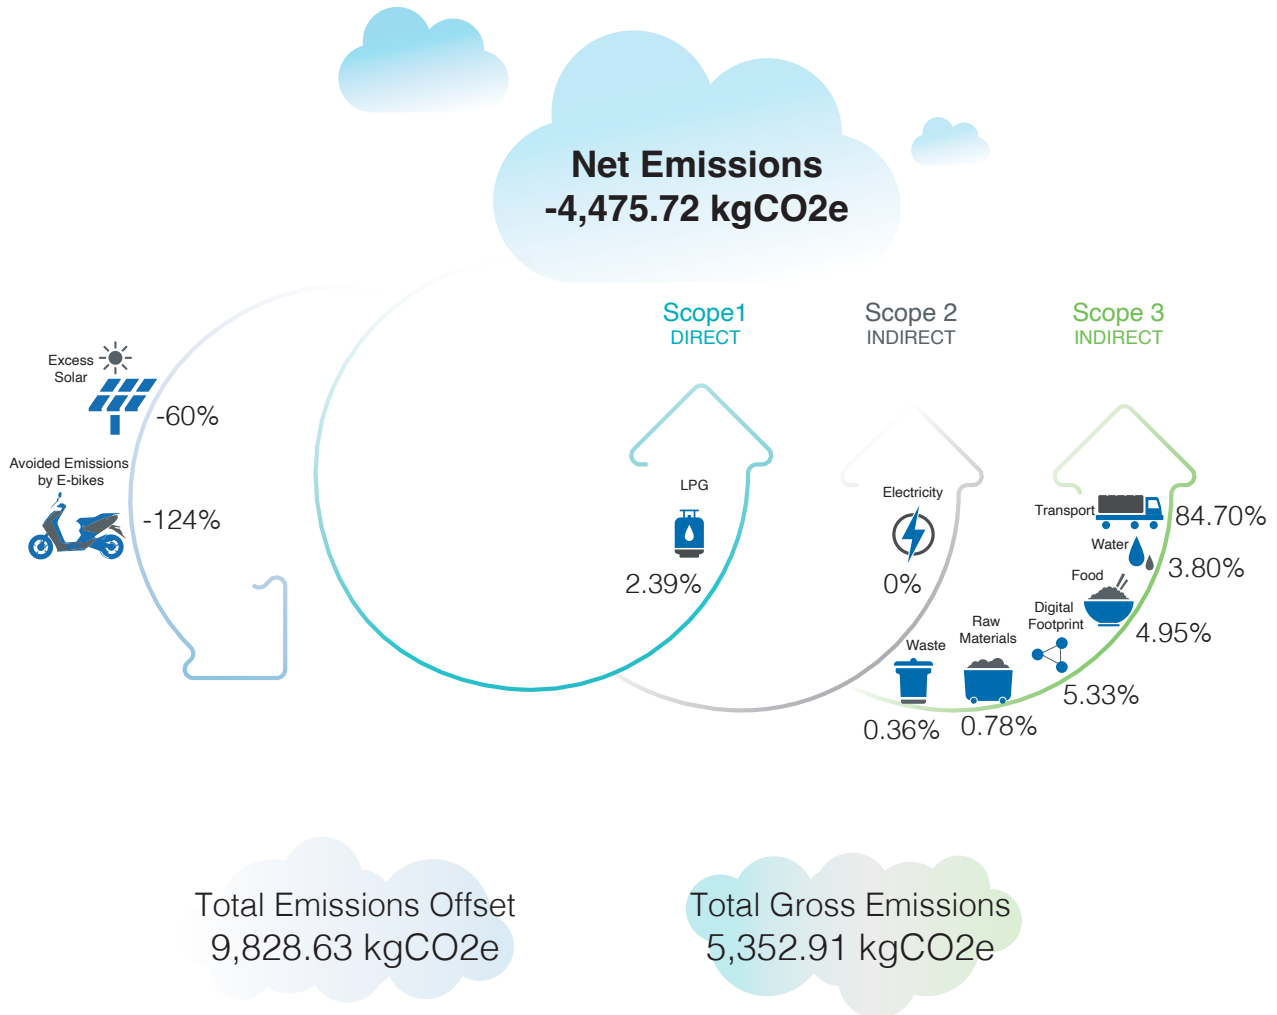 Net Emissions
-4,475.72 kgCO2e
Scope1
DIRECT
Scope 2
INDIRECT
Scope 3
INDIRECT
Excess
Solar
-60%
Avoided Emissions
by E-bikes
-124%
LPG
2.39%
Electricity
0%
Transport
84.70%
Water
3.80%
Food
4.95%
Digital
Footprint
5.33%
Raw
Materials
0.78%
Waste
0.36%
Total Emissions Offset
9,828.63 kgCO2e
Total Gross Emissions
5,352.91 kgCO2e